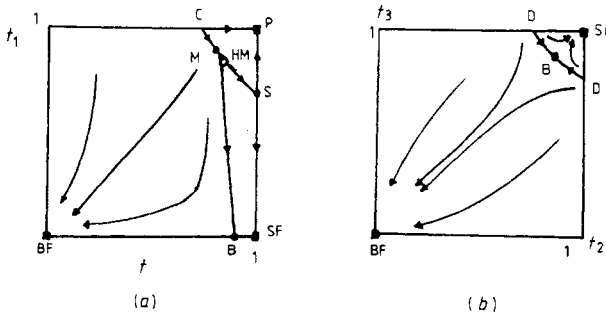 1 C P
t₁
M HM
S
BF B SF
t 1
(a)
1 t₃ D Si
B
D
BF 1 t₂
(b)